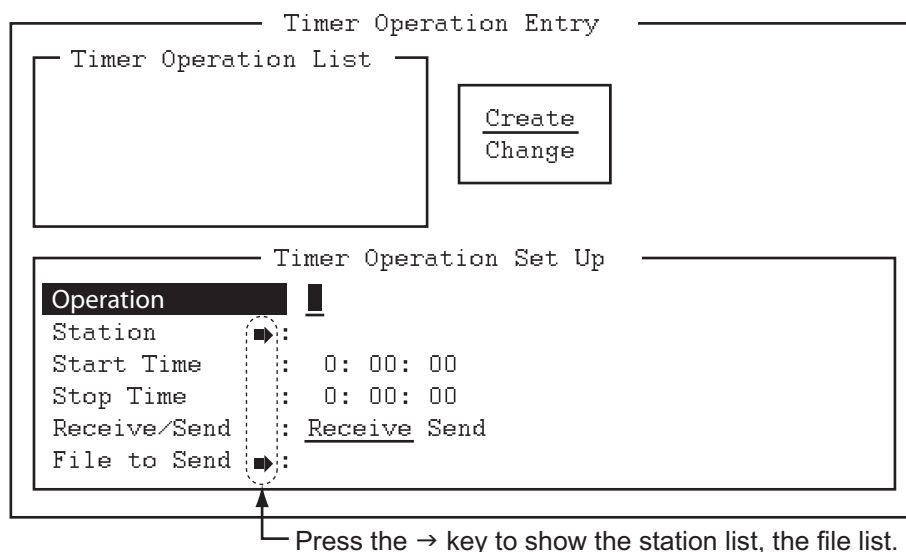 Timer Operation Entry
Timer Operation List
Create
Change
Timer Operation Set Up
Operation
Station :
Start Time : 0: 00: 00
Stop Time : 0: 00: 00
Receive/Send : Receive Send
File to Send :
Press the → key to show the station list, the file list.